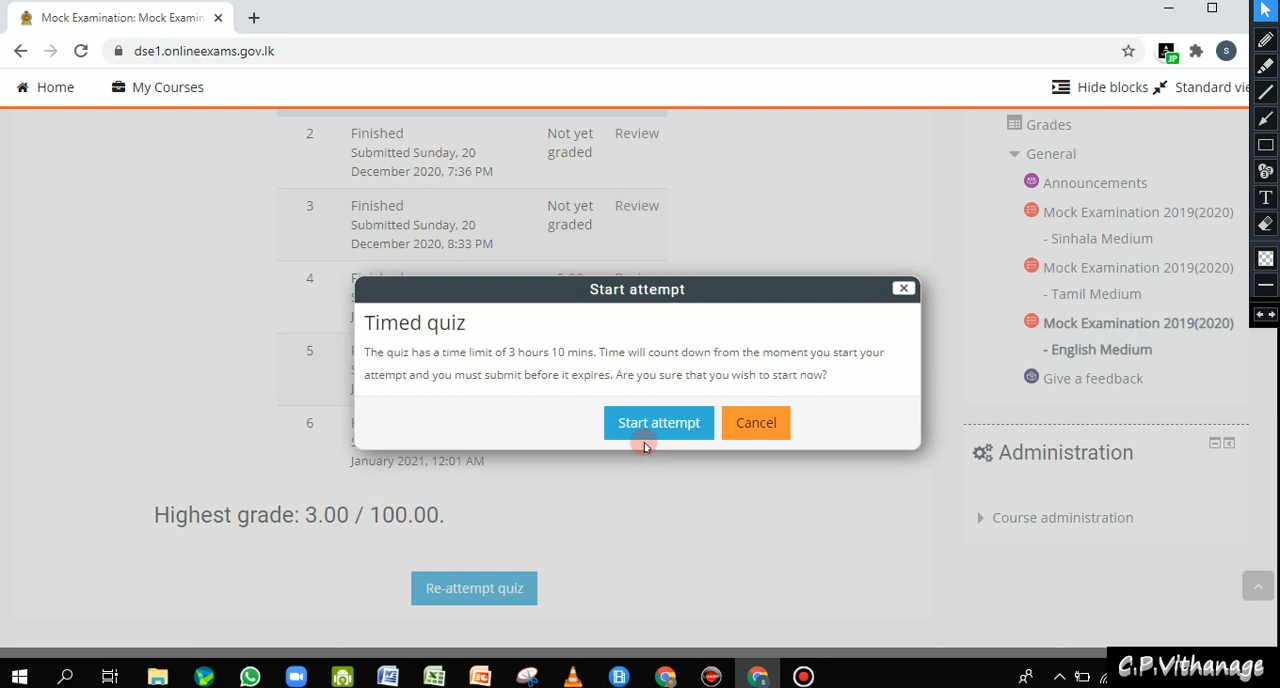 Mock Examination: Mock Examin
dse1.onlineexams.gov.lk
JP
S
Home
My Courses
Hide blocks
Standard vie
2
Finished
Submitted Sunday, 20
December 2020, 7:36 PM
Not yet
graded
Review
3
Finished
Submitted Sunday, 20
December 2020, 8:33 PM
Not yet
graded
Review
4
5
6
January 2021, 12:01 AM
Start attempt
Timed quiz
The quiz has a time limit of 3 hours 10 mins. Time will count down from the moment you start your
attempt and you must submit before it expires. Are you sure that you wish to start now?
Start attempt
Cancel
Highest grade: 3.00 / 100.00.
Re-attempt quiz
Grades
General
Announcements
Mock Examination 2019(2020)
- Sinhala Medium
Mock Examination 2019(2020)
- Tamil Medium
Mock Examination 2019(2020)
- English Medium
Give a feedback
Administration
Course administration
C.P.Vithanage